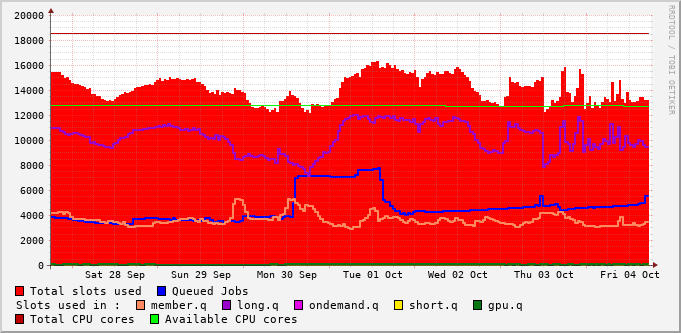 20000
18000
16000
14000
12000
10000
8000
6000
4000
2000
0
Sat 28 Sep Sun 29 Sep Mon 30 Sep Tue 01 Oct Wed 02 Oct Thu 03 Oct Fri 04 Oct
RRDTOOL / TOBI OETIKER
Total slots used Queued Jobs
Slots used in : member.q long.q ondemand.q short.q gpu.q
Total CPU cores Available CPU cores